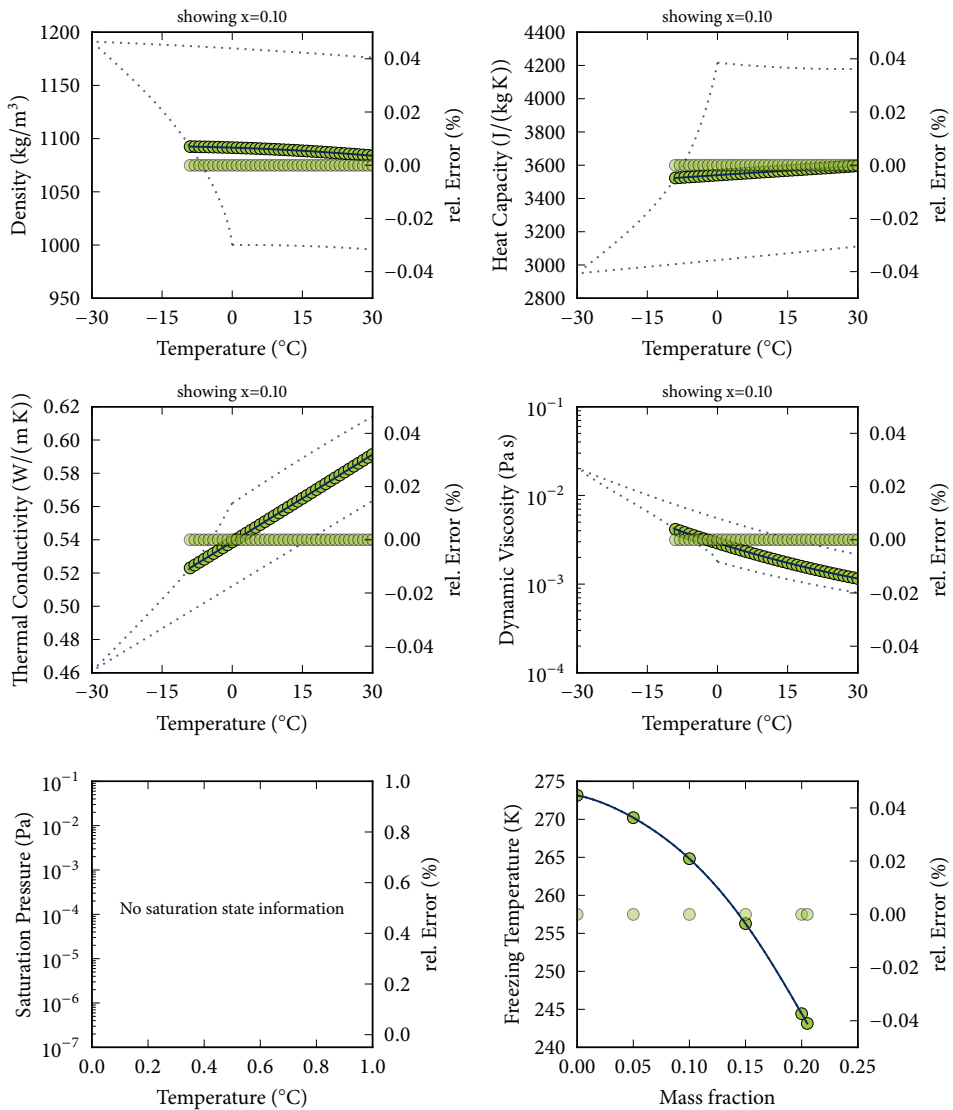 showing x=0.10
1200
1150
1100
1050
1000
950
Density (kg/m³)
0.04
0.02
0.00
−0.02
−0.04
rel. Error (%)
−30 −15 0 15 30
Temperature (°C)
showing x=0.10
4400
4200
4000
3800
3600
3400
3200
3000
2800
Heat Capacity (J/(kg K))
0.04
0.02
0.00
−0.02
−0.04
rel. Error (%)
−30 −15 0 15 30
Temperature (°C)
showing x=0.10
0.62
0.60
0.58
0.56
0.54
0.52
0.50
0.48
0.46
Thermal Conductivity (W/(m K))
0.04
0.02
0.00
−0.02
−0.04
rel. Error (%)
−30 −15 0 15 30
Temperature (°C)
showing x=0.10
10⁻¹
10⁻²
10⁻³
10⁻⁴
Dynamic Viscosity (Pa s)
0.04
0.02
0.00
−0.02
−0.04
rel. Error (%)
−30 −15 0 15 30
Temperature (°C)
10⁻¹
10⁻²
10⁻³
10⁻⁴
10⁻⁵
10⁻⁶
10⁻⁷
Saturation Pressure (Pa)
No saturation state information
1.0
0.8
0.6
0.4
0.2
0.0
rel. Error (%)
0.0 0.2 0.4 0.6 0.8 1.0
Temperature (°C)
275
270
265
260
255
250
245
240
Freezing Temperature (K)
0.04
0.02
0.00
−0.02
−0.04
rel. Error (%)
0.00 0.05 0.10 0.15 0.20 0.25
Mass fraction